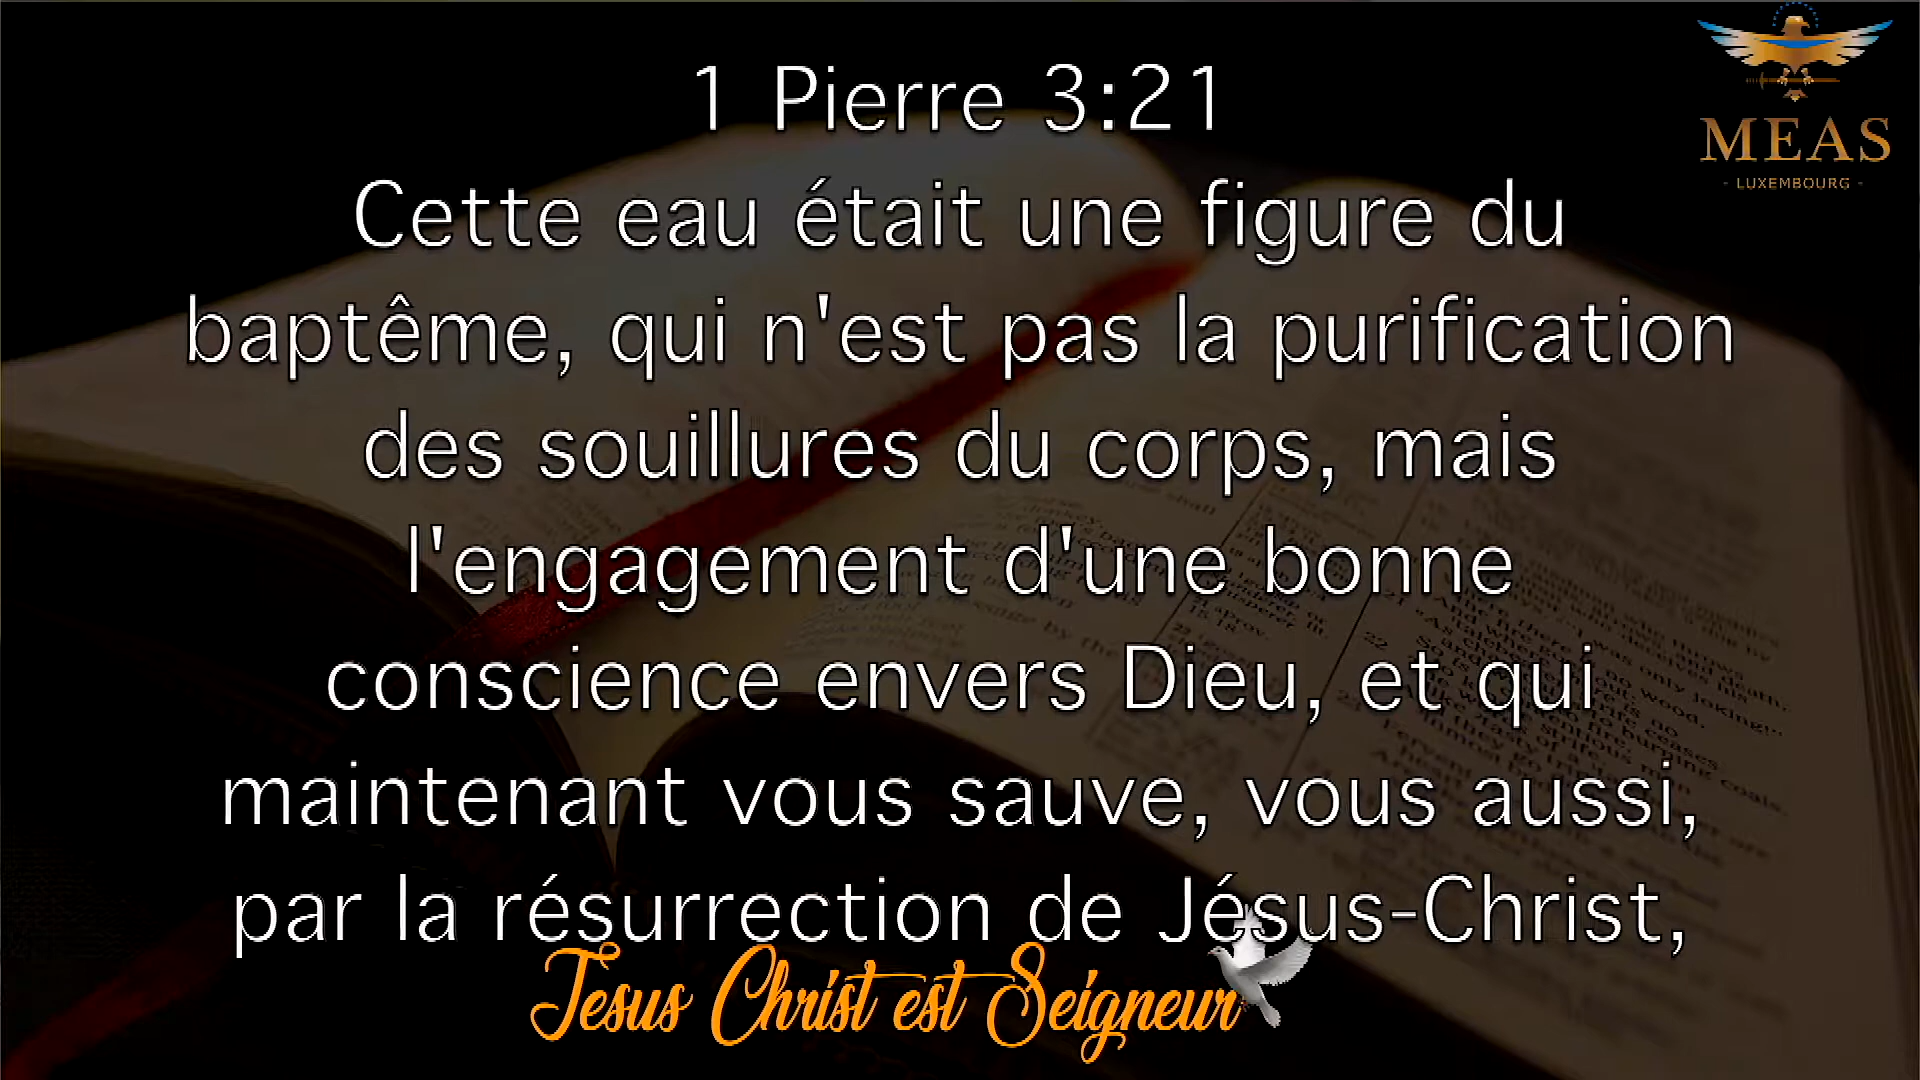 1 Pierre 3:21
Cette eau était une figure du
baptême, qui n'est pas la purification
des souillures du corps, mais
l'engagement d'une bonne
conscience envers Dieu, et qui
maintenant vous sauve, vous aussi,
par la résurrection de Jésus-Christ,
Jesus Christ est Seigneur
MEAS
- LUXEMBOURG -